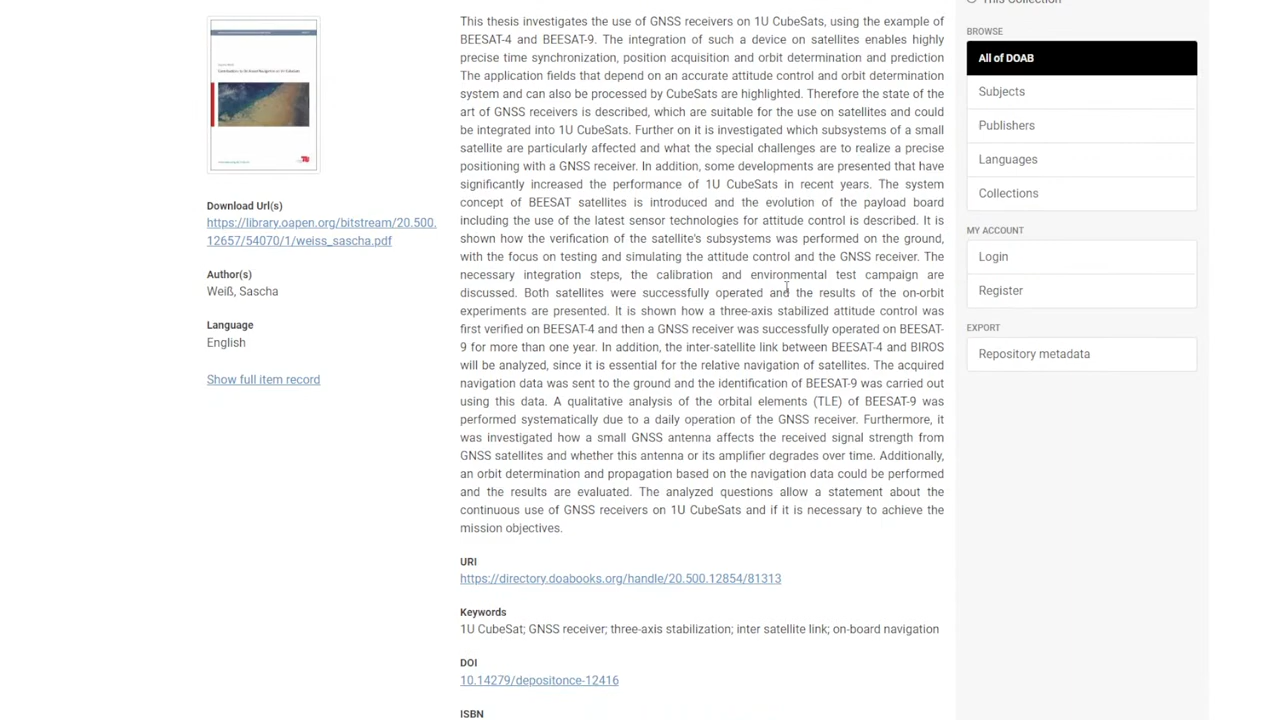 This Collection
This thesis investigates the use of GNSS receivers on 1U CubeSats, using the example of
BEESAT-4 and BEESAT-9. The integration of such a device on satellites enables highly
precise time synchronization, position acquisition and orbit determination and prediction
The application fields that depend on an accurate attitude control and orbit determination
system and can also be processed by CubeSats are highlighted. Therefore the state of the
art of GNSS receivers is described, which are suitable for the use on satellites and could
be integrated into 1U CubeSats. Further on it is investigated which subsystems of a small
satellite are particularly affected and what the special challenges are to realize a precise
positioning with a GNSS receiver. In addition, some developments are presented that have
significantly increased the performance of 1U CubeSats in recent years. The system
concept of BEESAT satellites is introduced and the evolution of the payload board
including the use of the latest sensor technologies for attitude control is described. It is
shown how the verification of the satellite's subsystems was performed on the ground,
with the focus on testing and simulating the attitude control and the GNSS receiver. The
necessary integration steps, the calibration and environmental test campaign are
discussed. Both satellites were successfully operated and the results of the on-orbit
experiments are presented. It is shown how a three-axis stabilized attitude control was
first verified on BEESAT-4 and then a GNSS receiver was successfully operated on BEESAT-
9 for more than one year. In addition, the inter-satellite link between BEESAT-4 and BIROS
will be analyzed, since it is essential for the relative navigation of satellites. The acquired
navigation data was sent to the ground and the identification of BEESAT-9 was carried out
using this data. A qualitative analysis of the orbital elements (TLE) of BEESAT-9 was
performed systematically due to a daily operation of the GNSS receiver. Furthermore, it
was investigated how a small GNSS antenna affects the received signal strength from
GNSS satellites and whether this antenna or its amplifier degrades over time. Additionally,
an orbit determination and propagation based on the navigation data could be performed
and the results are evaluated. The analyzed questions allow a statement about the
continuous use of GNSS receivers on 1U CubeSats and if it is necessary to achieve the
mission objectives.
URI
https://directory.doabooks.org/handle/20.500.12854/81313
Keywords
1U CubeSat; GNSS receiver; three-axis stabilization; inter satellite link; on-board navigation
DOI
10.14279/depositonce-12416
ISBN
Download Url(s)
https://library.oapen.org/bitstream/20.500.
12657/54070/1/weiss_sascha.pdf
Author(s)
Weiß, Sascha
Language
English
Show full item record
BROWSE
All of DOAB
Subjects
Publishers
Languages
Collections
MY ACCOUNT
Login
Register
EXPORT
Repository metadata